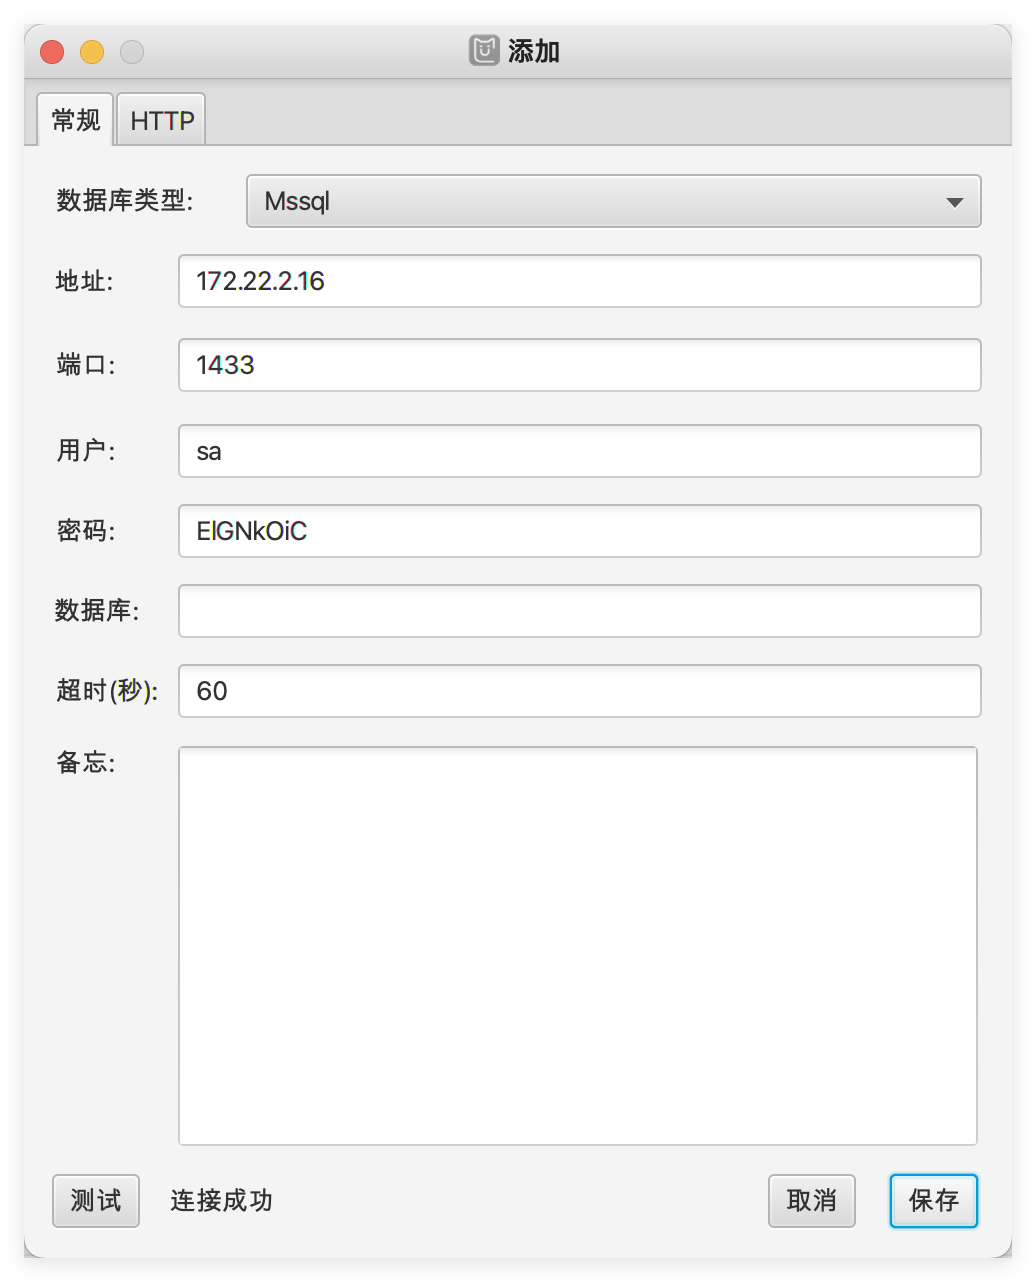 添加
常规 HTTP
数据库类型: Mssql
地址: 172.22.2.16
端口: 1433
用户: sa
密码: ElGNkOiC
数据库:
超时(秒): 60
备忘:
测试 连接成功 取消 保存